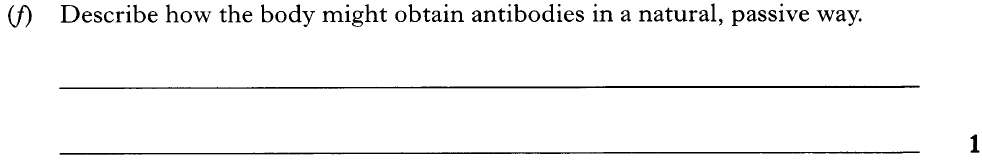 (f) Describe how the body might obtain antibodies in a natural, passive way.
1